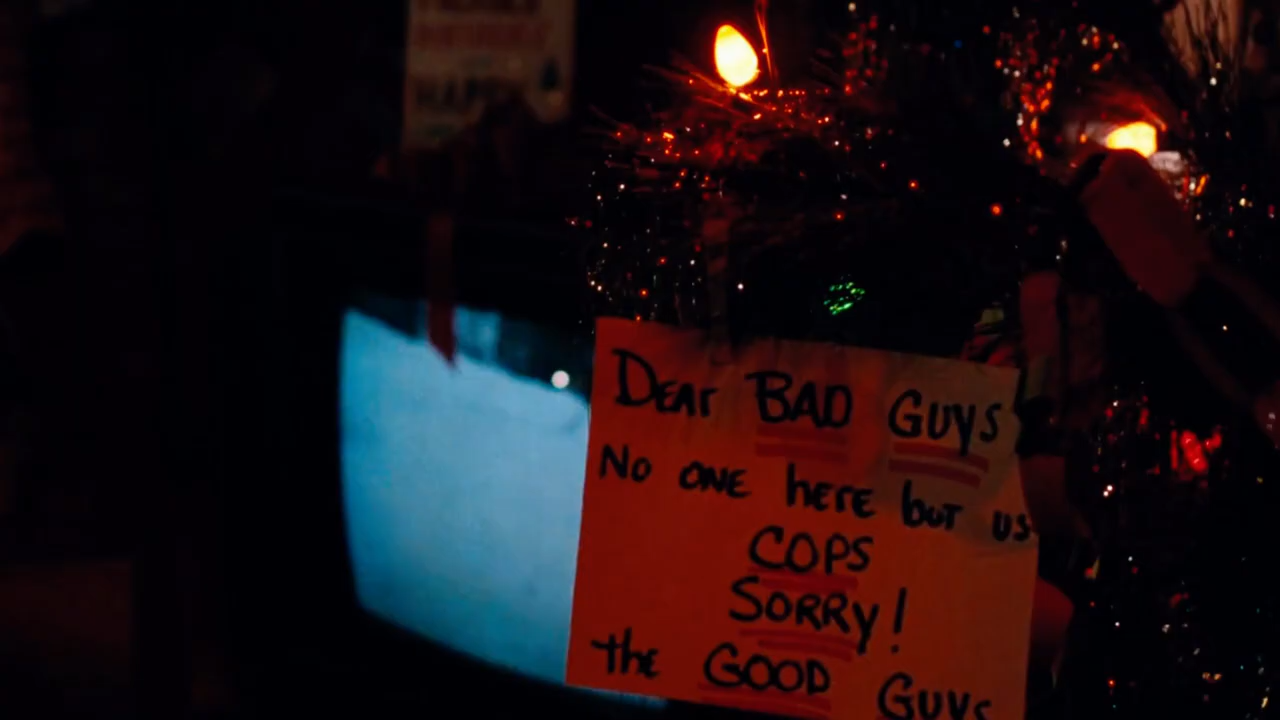 Dear BAD Guys
No one here but us
COPS
SORRY!
the GOOD Guys